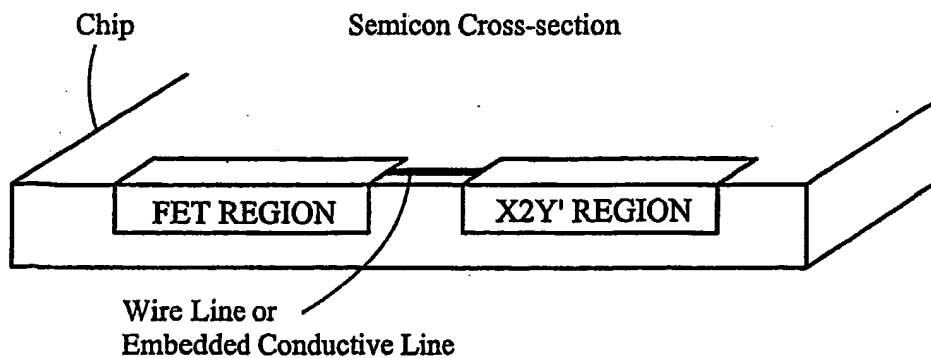 Chip
Semicon Cross-section
FET REGION
X2Y' REGION
Wire Line or
Embedded Conductive Line